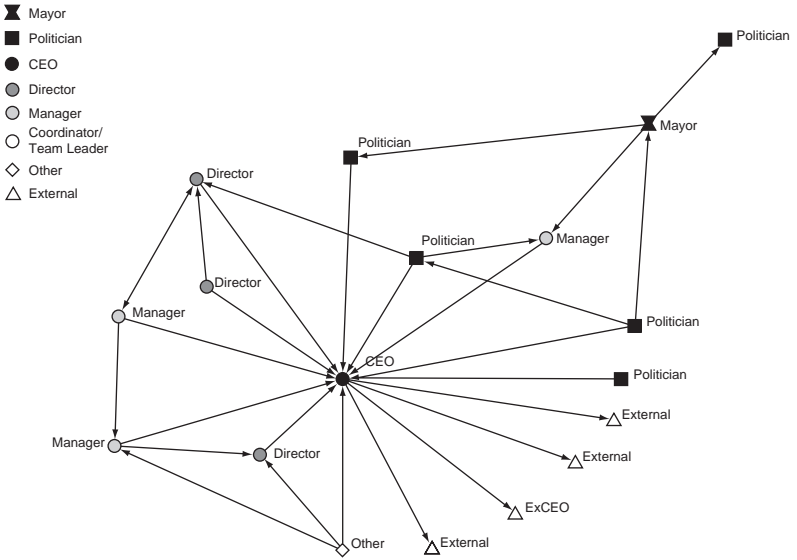 Mayor
Politician
CEO
Director
Manager
Coordinator/
Team Leader
Other
External
Politician
Mayor
Politician
Director
Politician
Manager
Director
Manager
Politician
CEO
Politician
External
Manager
Director
External
ExCEO
Other
External